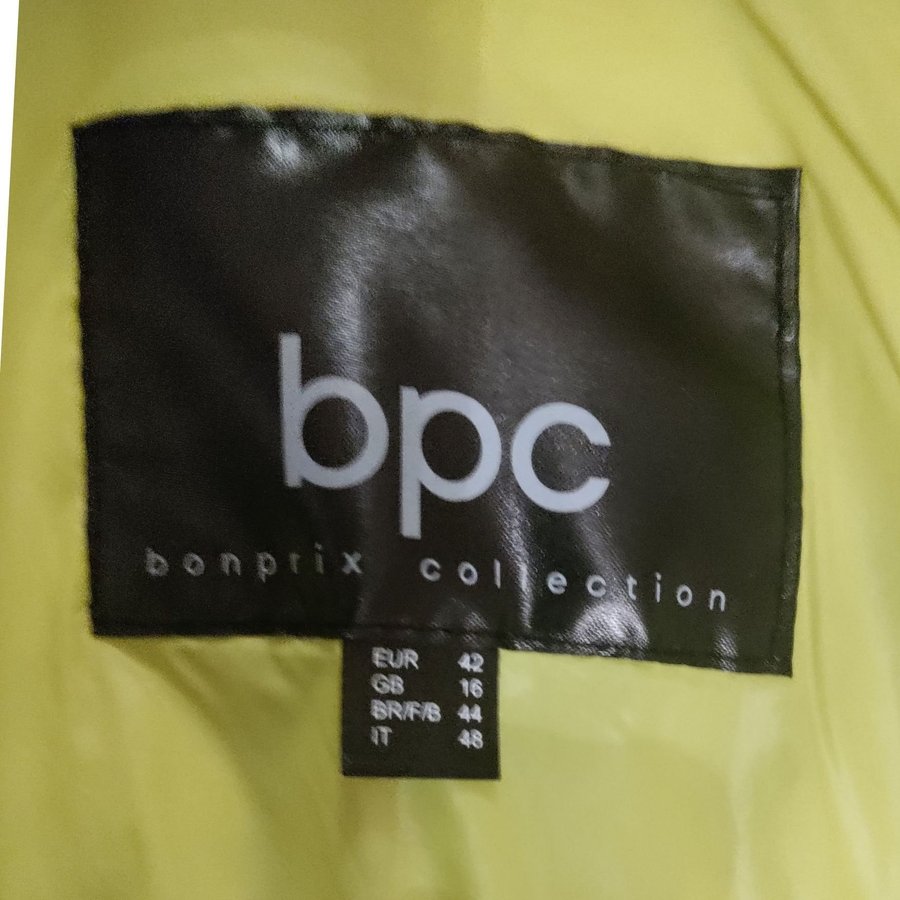 bpc
bonprix collection
EUR 42
GB 16
BR/F/B 44
IT 48